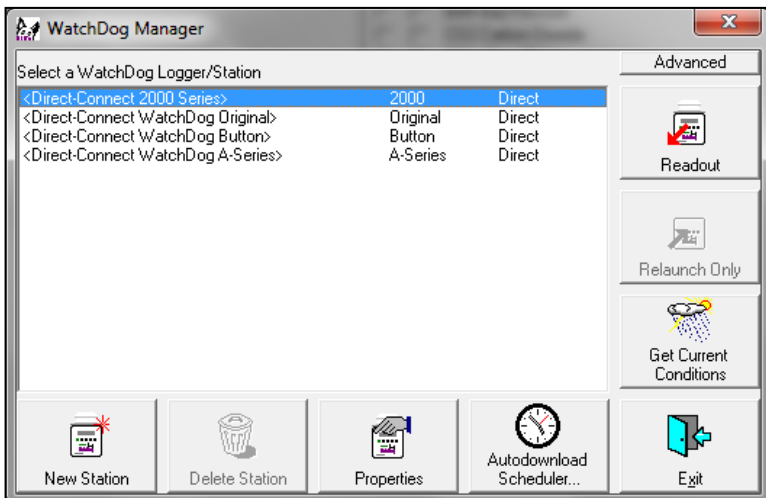 WatchDog Manager
Select a WatchDog Logger/Station
Advanced
<Direct-Connect 2000 Series> 2000 Direct
<Direct-Connect WatchDog Original> Original Direct
<Direct-Connect WatchDog Button> Button Direct
<Direct-Connect WatchDog A-Series> A-Series Direct
Readout
Relaunch Only
Get Current
Conditions
New Station
Delete Station
Properties
Autodownload
Scheduler...
Exit